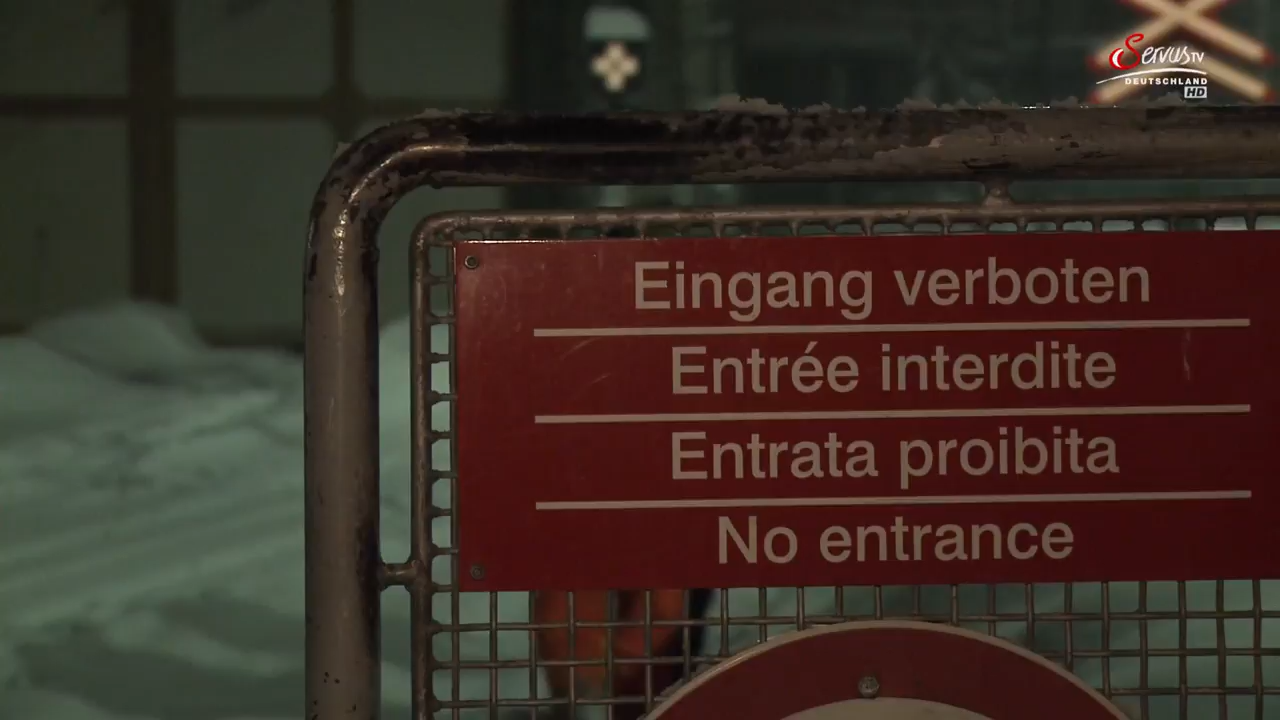 ServusTV
DEUTSCHLAND
HD
Eingang verboten
Entrée interdite
Entrata proibita
No entrance